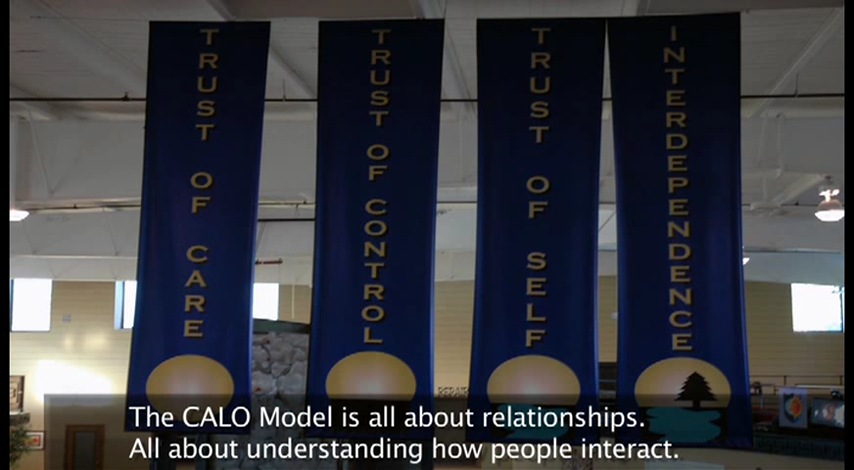 TRUST OF CARE
TRUST OF CONTROL
TRUST OF SELF
INTERDEPENDENCE
REPAIR
The CALO Model is all about relationships.
All about understanding how people interact.